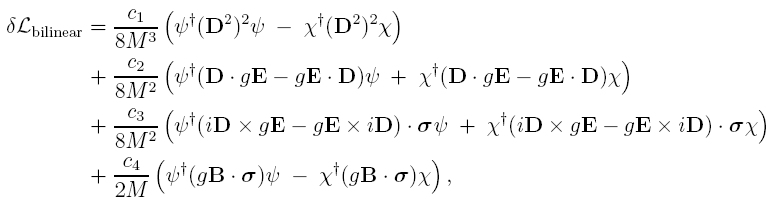 δℒ_bilinear = c₁/8M³ (ψ†(𝐃²)²ψ − χ†(𝐃²)²χ)
+ c₂/8M² (ψ†(𝐃 · g𝐄 − g𝐄 · 𝐃)ψ + χ†(𝐃 · g𝐄 − g𝐄 · 𝐃)χ)
+ c₃/8M² (ψ†(i𝐃 × g𝐄 − g𝐄 × i𝐃) · 𝝈ψ + χ†(i𝐃 × g𝐄 − g𝐄 × i𝐃) · 𝝈χ)
+ c₄/2M (ψ†(g𝐁 · 𝝈)ψ − χ†(g𝐁 · 𝝈)χ),